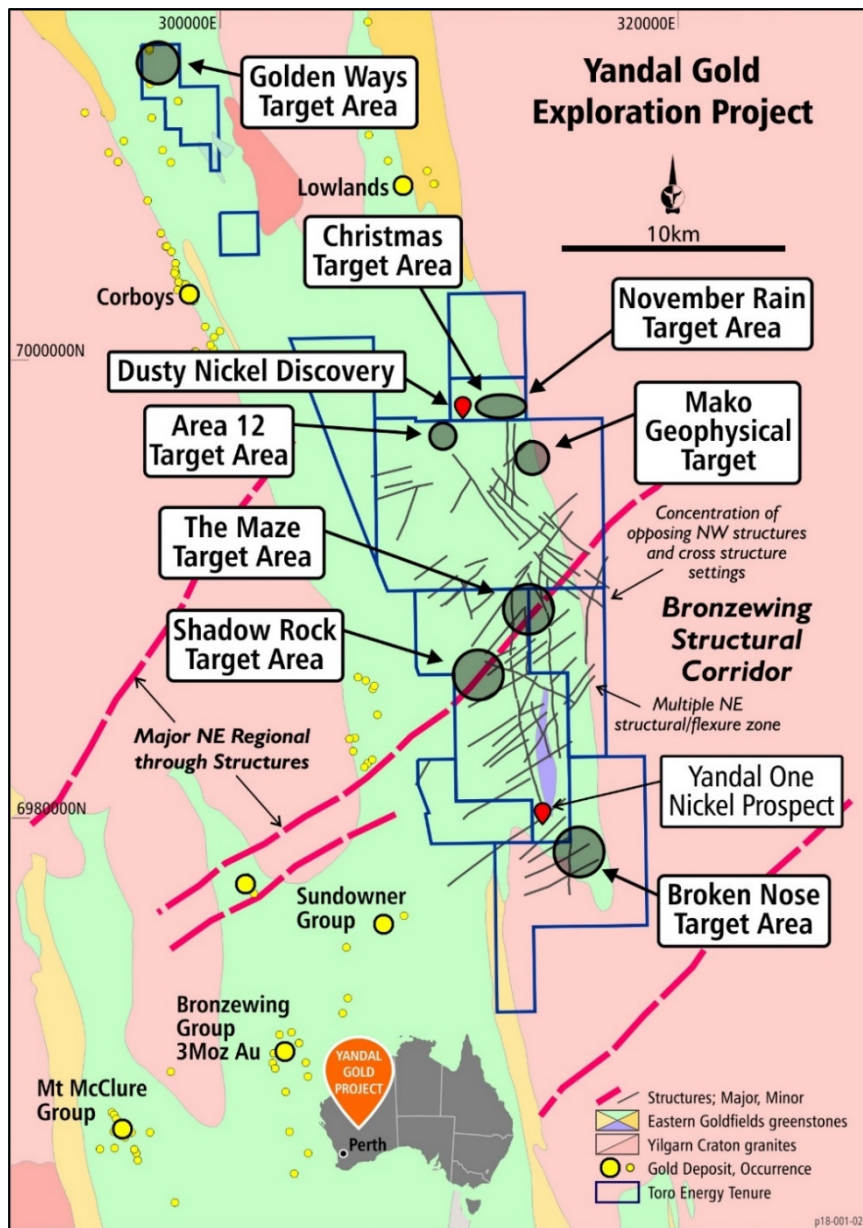 300000E
320000E
Golden Ways
Target Area
Yandal Gold
Exploration Project
Lowlands
10km
Christmas
Target Area
Corboys
November Rain
Target Area
7000000N
Dusty Nickel Discovery
Mako
Geophysical
Target
Area 12
Target Area
Concentration of
opposing NW structures
and cross structure
settings
The Maze
Target Area
Bronzewing
Structural
Corridor
Shadow Rock
Target Area
Multiple NE
structural/flexure zone
Major NE Regional
through Structures
Yandal One
Nickel Prospect
6980000N
Sundowner
Group
Broken Nose
Target Area
Bronzewing
Group
3Moz Au
YANDAL
GOLD
PROJECT
Mt McClure
Group
Perth
Structures; Major, Minor
Eastern Goldfields greenstones
Yilgarn Craton granites
Gold Deposit, Occurrence
Toro Energy Tenure
p18-001-02